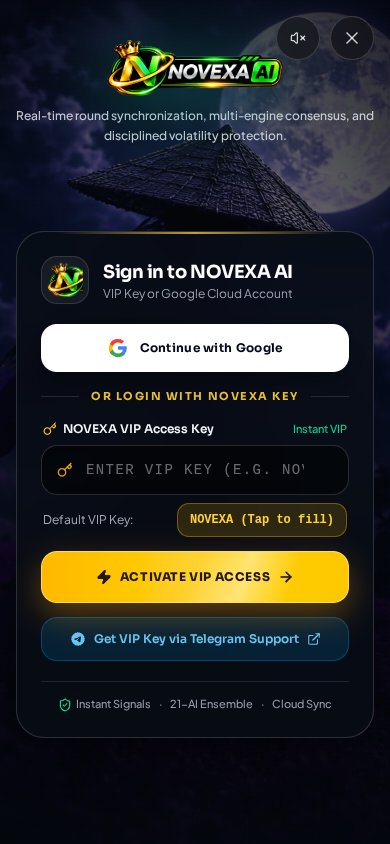 NOVEXA AI
Real-time round synchronization, multi-engine consensus, and
disciplined volatility protection.
Sign in to NOVEXA AI
VIP Key or Google Cloud Account
Continue with Google
OR LOGIN WITH NOVEXA KEY
NOVEXA VIP Access Key
Instant VIP
ENTER VIP KEY (E.G. NOV
Default VIP Key:
NOVEXA (Tap to fill)
ACTIVATE VIP ACCESS
Get VIP Key via Telegram Support
Instant Signals · 21-AI Ensemble · Cloud Sync